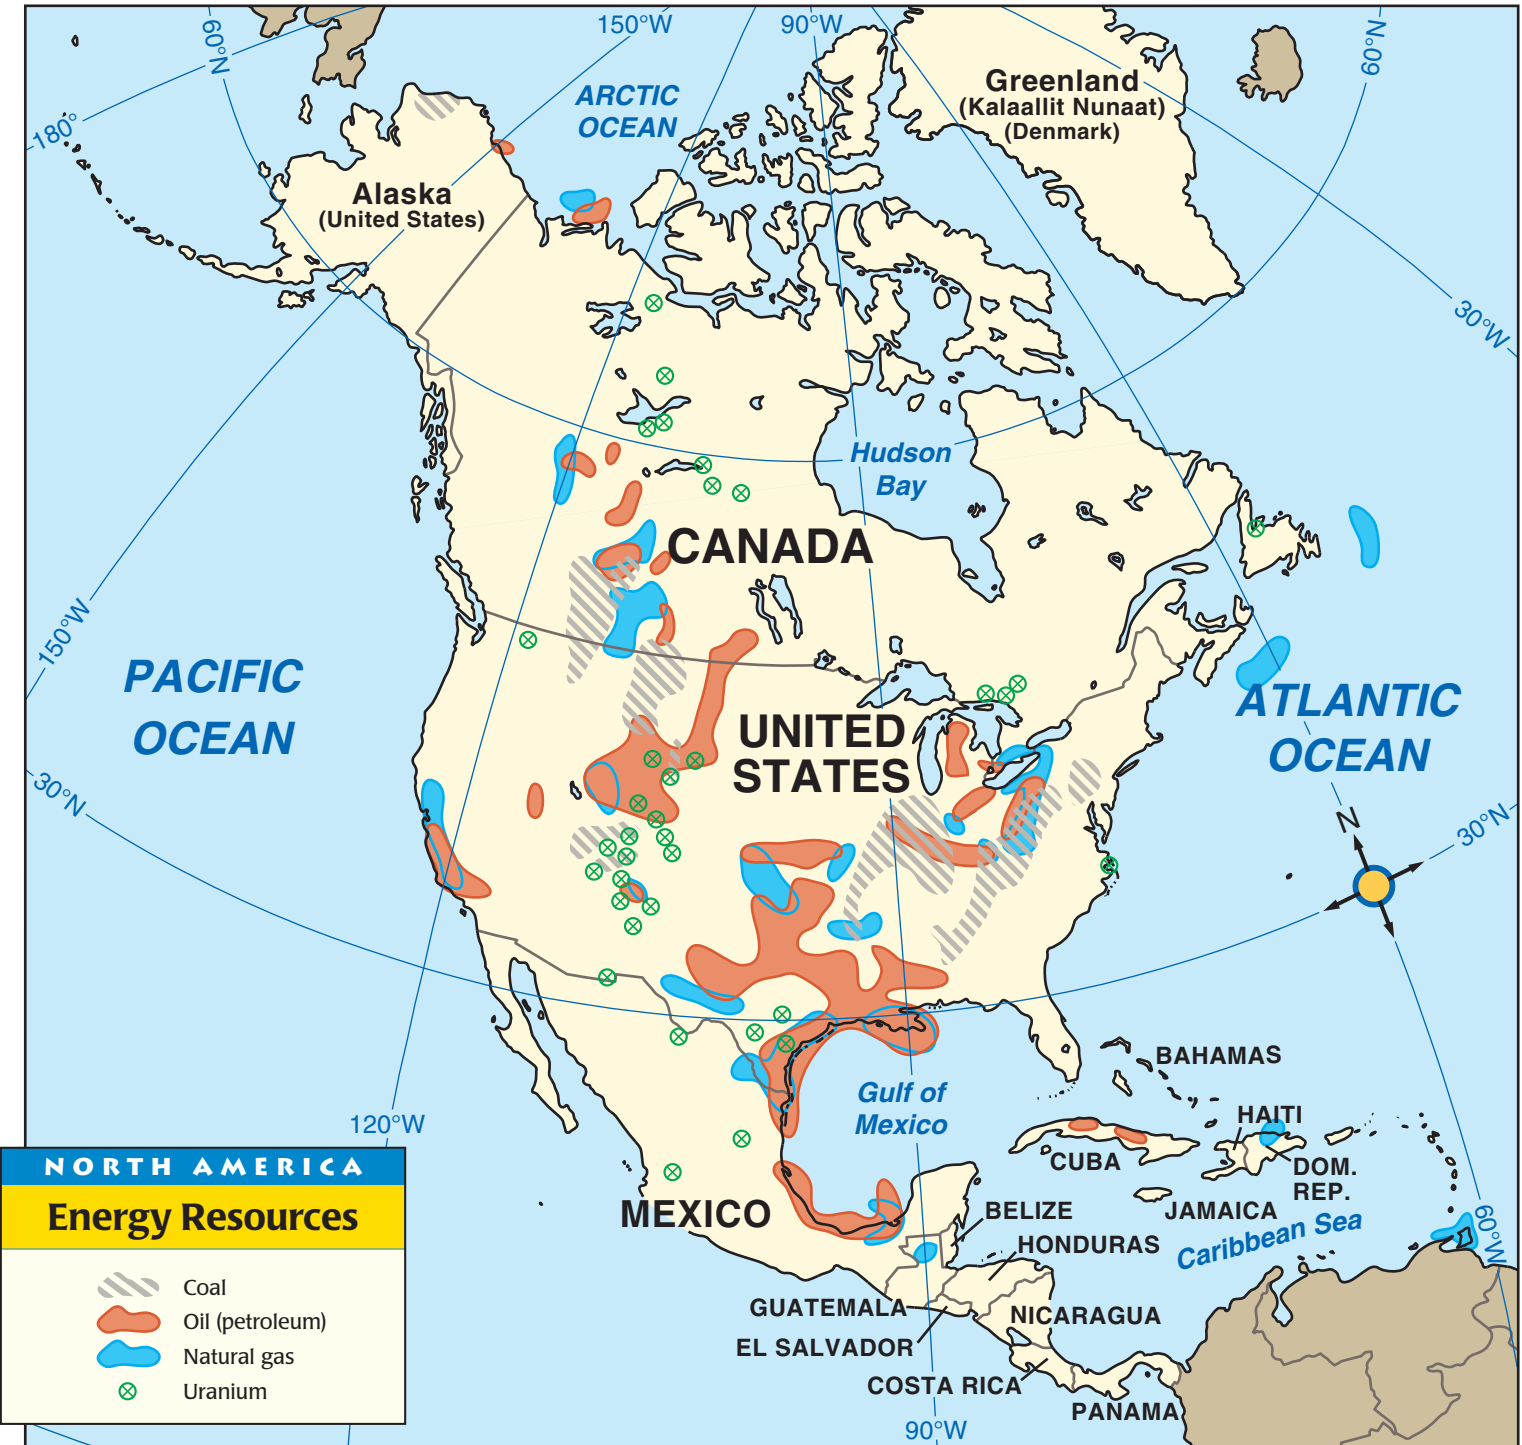 60°N
150°W
90°W
60°N
180°
ARCTIC
OCEAN
Greenland
(Kalaallit Nunaat)
(Denmark)
Alaska
(United States)
30°W
Hudson
Bay
CANADA
150°W
PACIFIC
OCEAN
UNITED
STATES
ATLANTIC
OCEAN
30°N
N
30°N
BAHAMAS
Gulf of
Mexico
120°W
HAITI
CUBA
DOM.
REP.
JAMAICA
MEXICO
BELIZE
Caribbean Sea
60°W
HONDURAS
GUATEMALA
NICARAGUA
EL SALVADOR
COSTA RICA
PANAMA
90°W
NORTH AMERICA
Energy Resources
Coal
Oil (petroleum)
Natural gas
Uranium